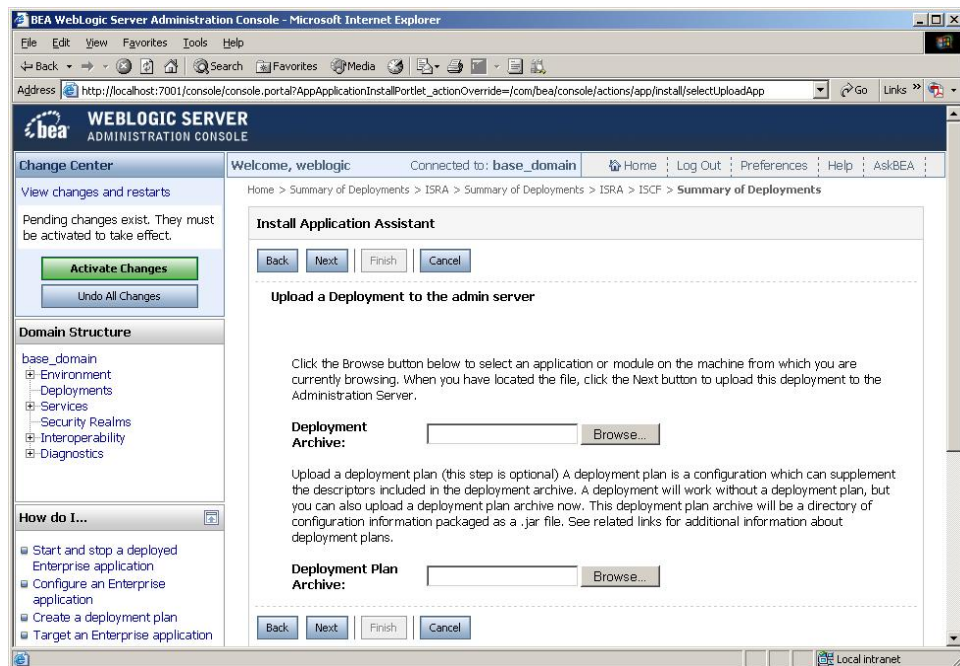 BEA WebLogic Server Administration Console - Microsoft Internet Explorer
File Edit View Favorites Tools Help
Back Search Favorites Media
Address http://localhost:7001/console/console.portal?AppApplicationInstallPortlet_actionOverride=/com/bea/console/actions/app/install/selectUploadApp Go Links »
bea WEBLOGIC SERVER
ADMINISTRATION CONSOLE
Change Center
View changes and restarts
Pending changes exist. They must
be activated to take effect.
Activate Changes
Undo All Changes
Domain Structure
base_domain
Environment
Deployments
Services
Security Realms
Interoperability
Diagnostics
How do I...
Start and stop a deployed
Enterprise application
Configure an Enterprise
application
Create a deployment plan
Target an Enterprise application
Welcome, weblogic Connected to: base_domain Home Log Out Preferences Help AskBEA
Home > Summary of Deployments > ISRA > Summary of Deployments > ISRA > ISCF > Summary of Deployments
Install Application Assistant
Back Next Finish Cancel
Upload a Deployment to the admin server
Click the Browse button below to select an application or module on the machine from which you are
currently browsing. When you have located the file, click the Next button to upload this deployment to the
Administration Server.
Deployment
Archive:
Browse...
Upload a deployment plan (this step is optional) A deployment plan is a configuration which can supplement
the descriptors included in the deployment archive. A deployment will work without a deployment plan, but
you can also upload a deployment plan archive now. This deployment plan archive will be a directory of
configuration information packaged as a .jar file. See related links for additional information about
deployment plans.
Deployment Plan
Archive:
Browse...
Back Next Finish Cancel
Local intranet